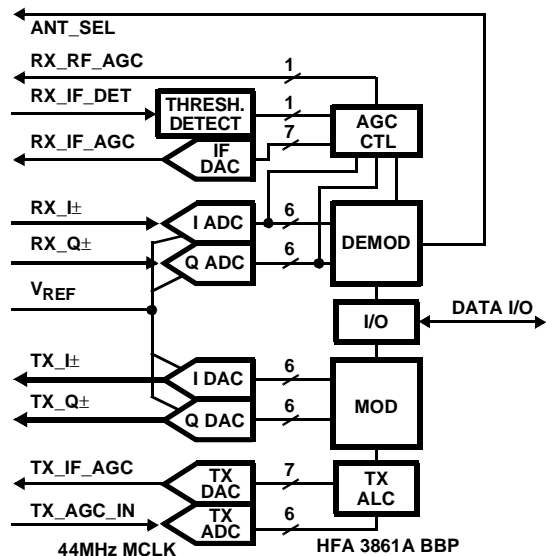 ANT_SEL
RX_RF_AGC
1
RX_IF_DET
THRESH.
DETECT
1
AGC
CTL
RX_IF_AGC
IF
DAC
7
RX_I±
I ADC
6
DEMOD
RX_Q±
Q ADC
6
VREF
I/O
DATA I/O
TX_I±
I DAC
6
MOD
TX_Q±
Q DAC
6
TX_IF_AGC
TX
DAC
7
TX
ALC
TX_AGC_IN
TX
ADC
6
44MHz MCLK
HFA 3861A BBP